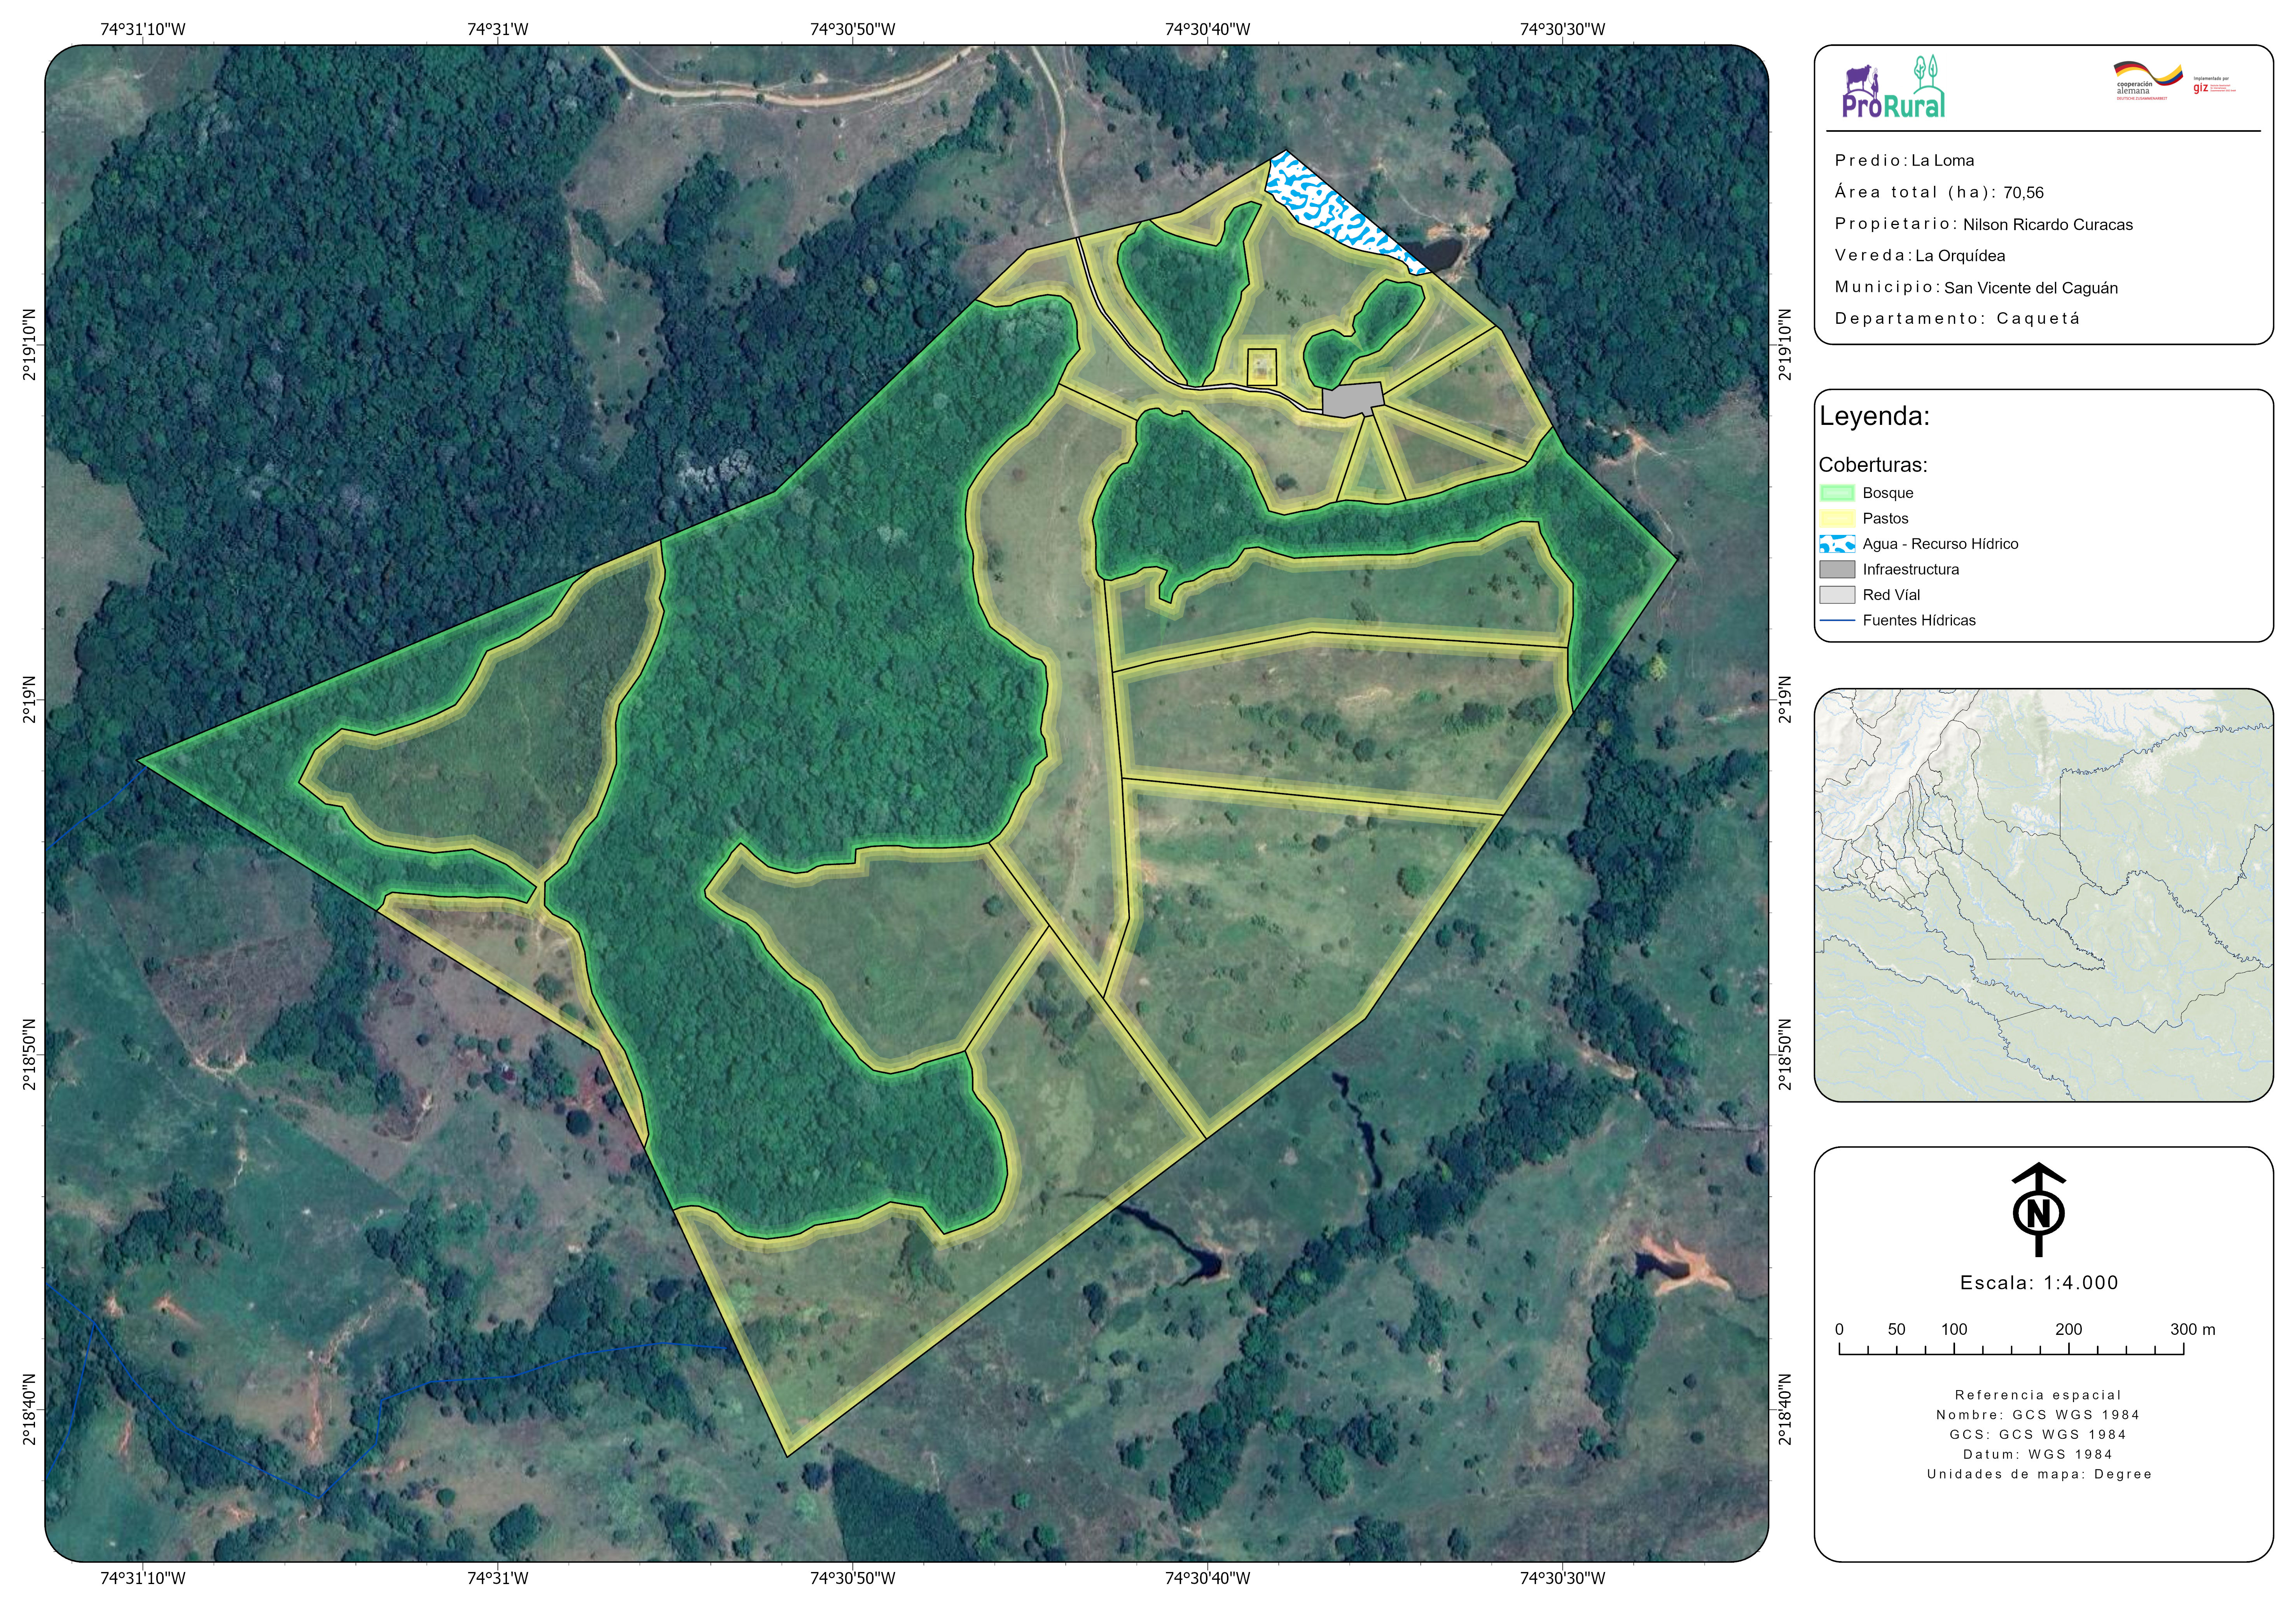 74°31'10"W
74°31'W
74°30'50"W
74°30'40"W
74°30'30"W
2°19'10"N
2°19'N
2°18'50"N
2°18'40"N
2°19'10"N
2°19'N
2°18'50"N
2°18'40"N
74°31'10"W
74°31'W
74°30'50"W
74°30'40"W
74°30'30"W
ProRural
cooperación
alemana
DEUTSCHE ZUSAMMENARBEIT
Implementada por
giz
Predio: La Loma
Área total (ha): 70,56
Propietario: Nilson Ricardo Curacas
Vereda: La Orquídea
Municipio: San Vicente del Caguán
Departamento: Caquetá
Leyenda:
Coberturas:
Bosque
Pastos
Agua - Recurso Hídrico
Infraestructura
Red Víal
Fuentes Hídricas
N
Escala: 1:4.000
0 50 100 200 300 m
Referencia espacial
Nombre: GCS WGS 1984
GCS: GCS WGS 1984
Datum: WGS 1984
Unidades de mapa: Degree